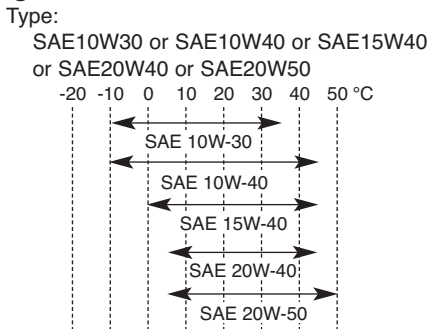 Type:
SAE10W30 or SAE10W40 or SAE15W40
or SAE20W40 or SAE20W50
-20 -10 0 10 20 30 40 50 °C
SAE 10W-30
SAE 10W-40
SAE 15W-40
SAE 20W-40
SAE 20W-50